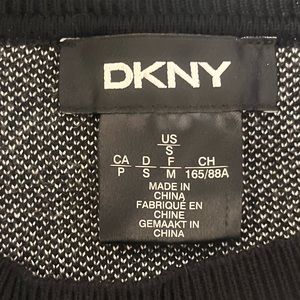 DKNY
US
S
CA D F CH
P S M 165/88A
MADE IN
CHINA
FABRIQUÉ EN
CHINE
GEMAAKT IN
CHINA